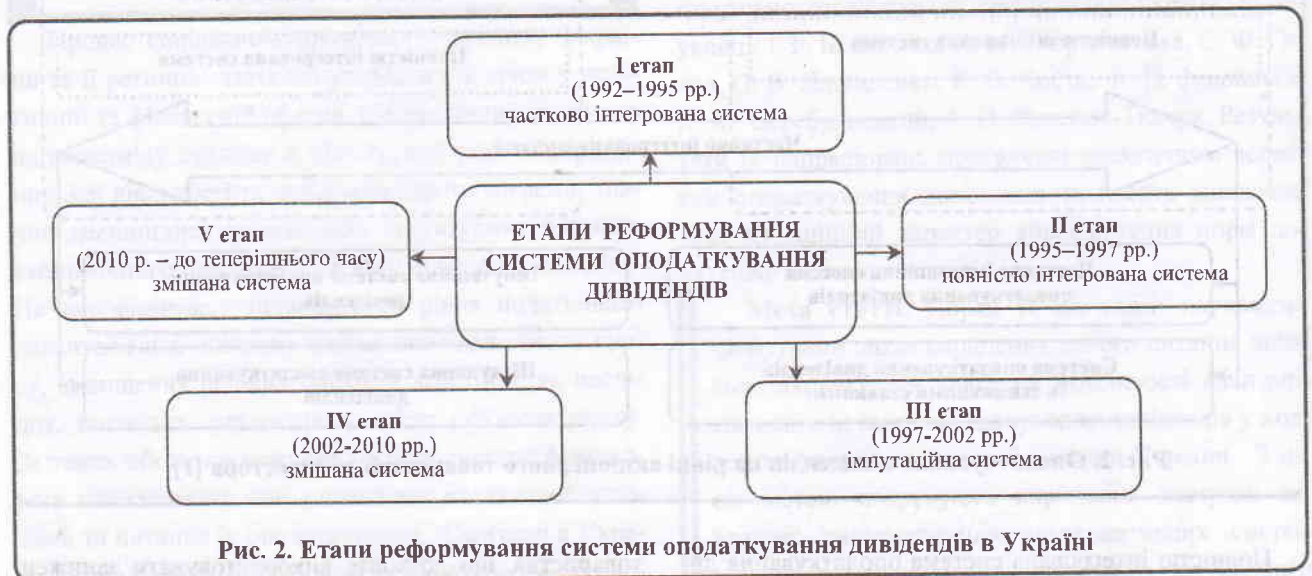 І етап
(1992–1995 рр.)
частково інтегрована система
V етап
(2010 р. – до теперішнього часу)
змішана система
ЕТАПИ РЕФОРМУВАННЯ
СИСТЕМИ ОПОДАТКУВАННЯ
ДИВІДЕНДІВ
ІІ етап
(1995–1997 рр.)
повністю інтегрована система
IV етап
(2002-2010 рр.)
змішана система
ІІІ етап
(1997-2002 рр.)
імпутаційна система
Рис. 2. Етапи реформування системи оподаткування дивідендів в Україні